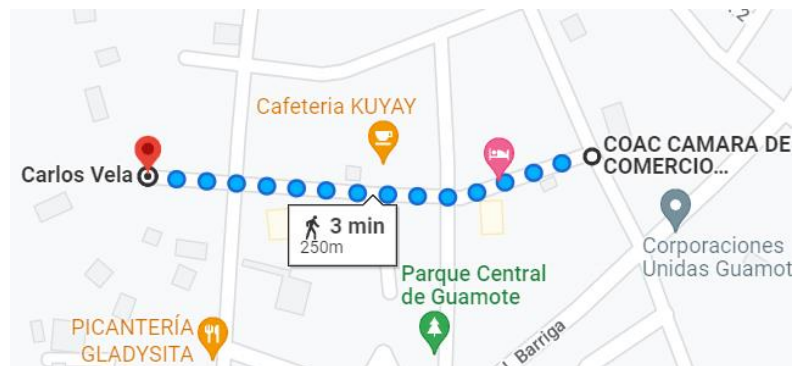 Cafeteria KUYAY
COAC CAMARA DE
COMERCIO...
Carlos Vela
3 min
250m
Corporaciones
Unidas Guamot
Parque Central
de Guamote
PICANTERÍA
GLADYSITA
Barriga